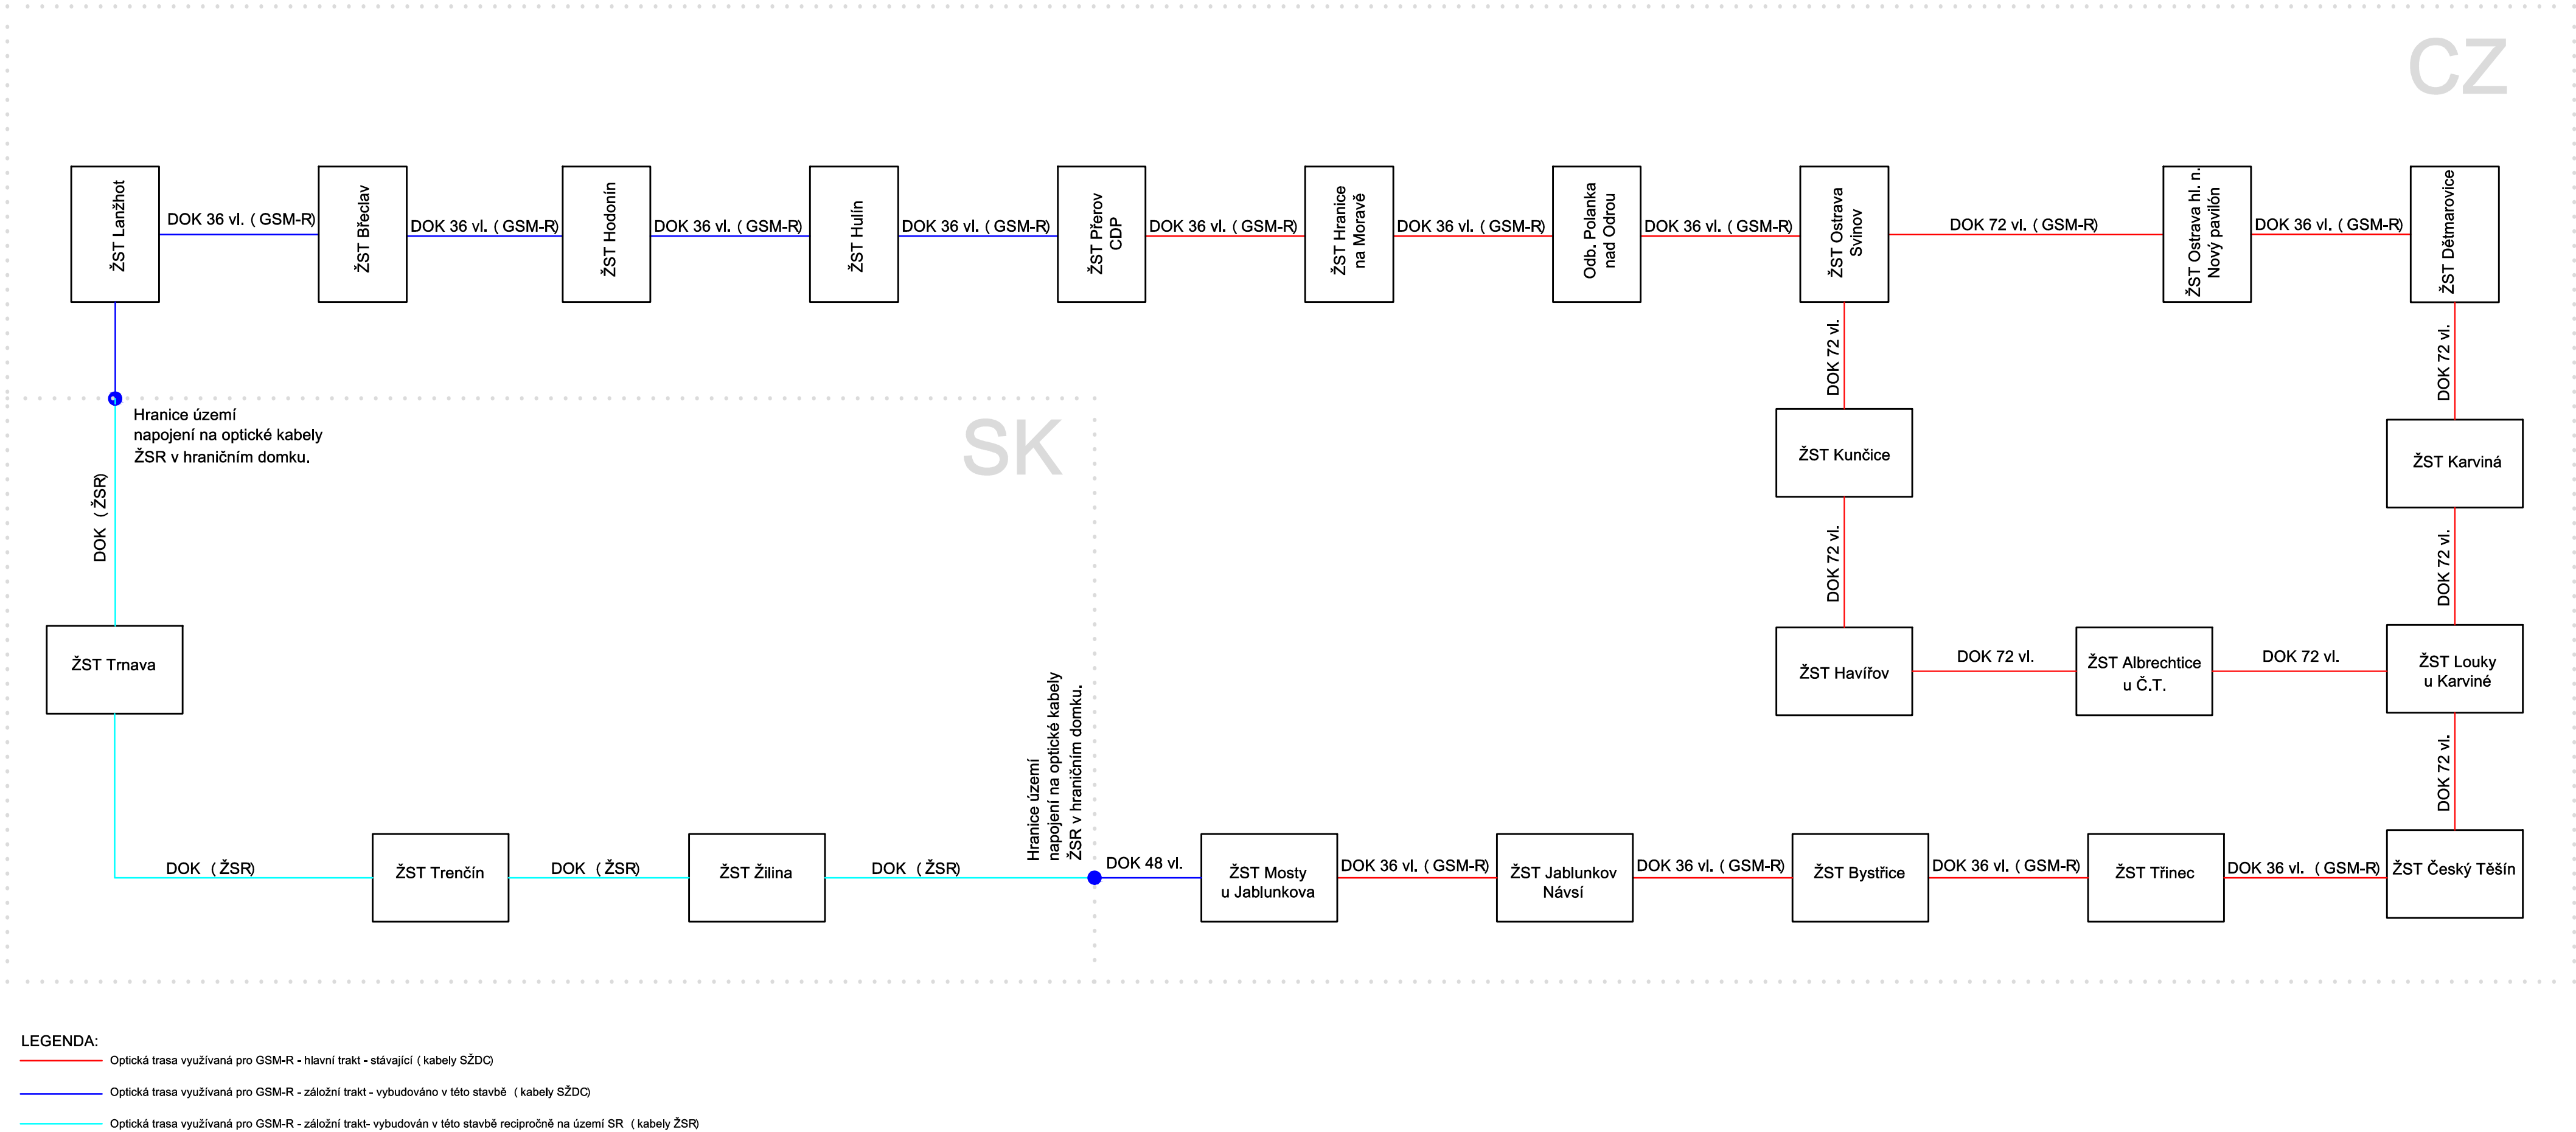 CZ
ŽST Lanžhot
DOK 36 vl. ( GSM-R)
ŽST Břeclav
DOK 36 vl. ( GSM-R)
ŽST Hodonín
DOK 36 vl. ( GSM-R)
ŽST Hulín
DOK 36 vl. ( GSM-R)
ŽST Přerov
CDP
DOK 36 vl. ( GSM-R)
ŽST Hranice
na Moravě
DOK 36 vl. ( GSM-R)
Odb. Polanka
nad Odrou
DOK 36 vl. ( GSM-R)
ŽST Ostrava
Svinov
DOK 72 vl. ( GSM-R)
ŽST Ostrava hl. n.
Nový pavilón
DOK 36 vl. ( GSM-R)
ŽST Dětmarovice
DOK 72 vl.
DOK 72 vl.
Hranice území
napojení na optické kabely
ŽSR v hraničním domku.
SK
ŽST Kunčice
ŽST Karviná
DOK ( ŽSR)
DOK 72 vl.
DOK 72 vl.
ŽST Trnava
ŽST Havířov
DOK 72 vl.
ŽST Albrechtice
u Č.T.
DOK 72 vl.
ŽST Louky
u Karviné
Hranice území
napojení na optické kabely
ŽSR v hraničním domku.
DOK 72 vl.
DOK ( ŽSR)
ŽST Trenčín
DOK ( ŽSR)
ŽST Žilina
DOK ( ŽSR)
DOK 48 vl.
ŽST Mosty
u Jablunkova
DOK 36 vl. ( GSM-R)
ŽST Jablunkov
Návsí
DOK 36 vl. ( GSM-R)
ŽST Bystřice
DOK 36 vl. ( GSM-R)
ŽST Třinec
DOK 36 vl. ( GSM-R)
ŽST Český Těšín
LEGENDA:
Optická trasa využívaná pro GSM-R - hlavní trakt - stávající ( kabely SŽDC)
Optická trasa využívaná pro GSM-R - záložní trakt - vybudováno v této stavbě ( kabely SŽDC)
Optická trasa využívaná pro GSM-R - záložní trakt- vybudován v této stavbě recipročně na území SR ( kabely ŽSR)